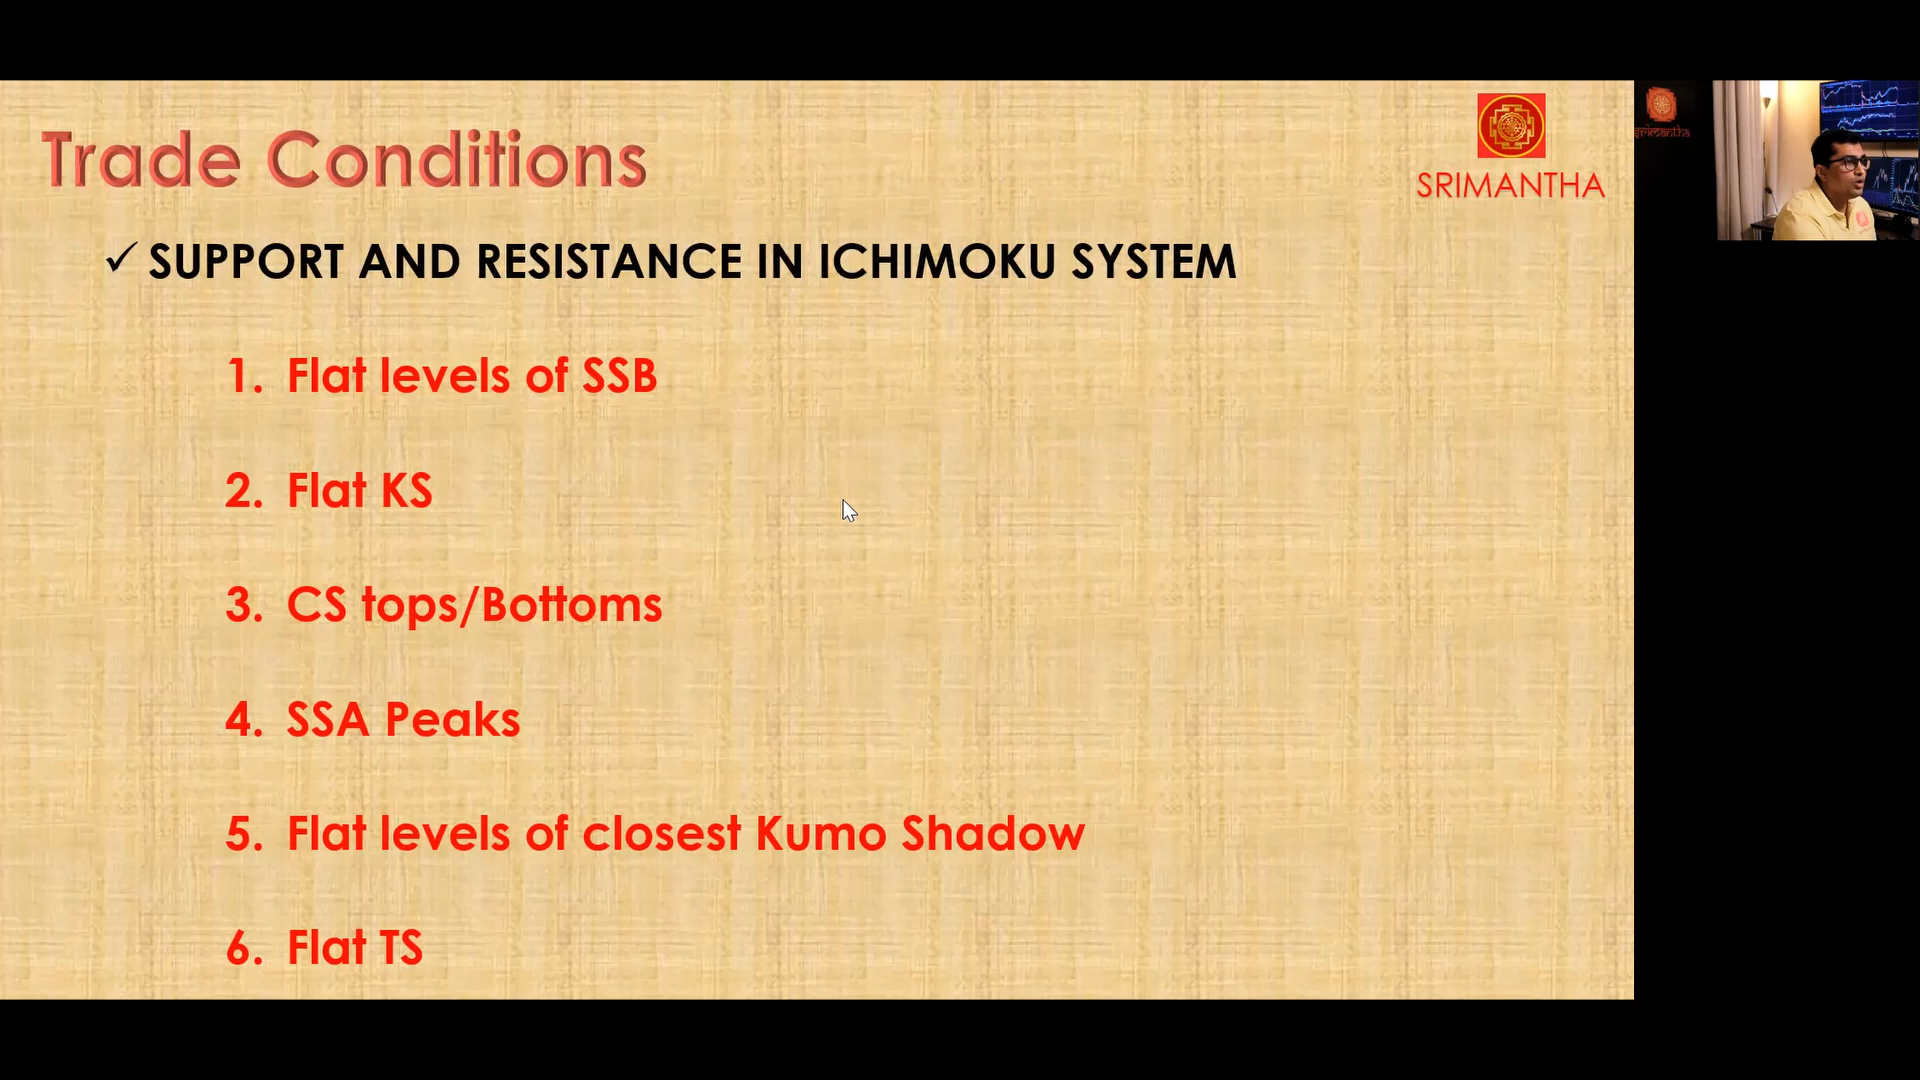 Trade Conditions
SRIMANTHA
srimantha
✓ SUPPORT AND RESISTANCE IN ICHIMOKU SYSTEM
1. Flat levels of SSB
2. Flat KS
3. CS tops/Bottoms
4. SSA Peaks
5. Flat levels of closest Kumo Shadow
6. Flat TS